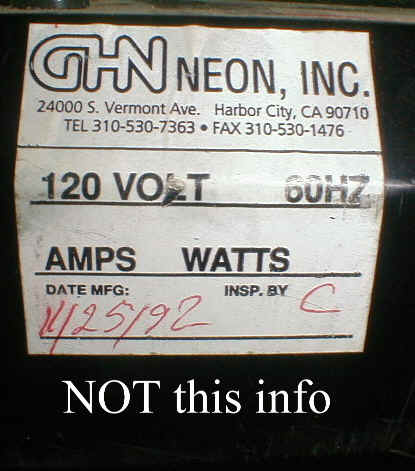 GHN NEON, INC.
24000 S. Vermont Ave. Harbor City, CA 90710
TEL 310-530-7363 • FAX 310-530-1476
120 VOLT 60HZ
AMPS WATTS
DATE MFG: INSP. BY C
11/25/92
NOT this info